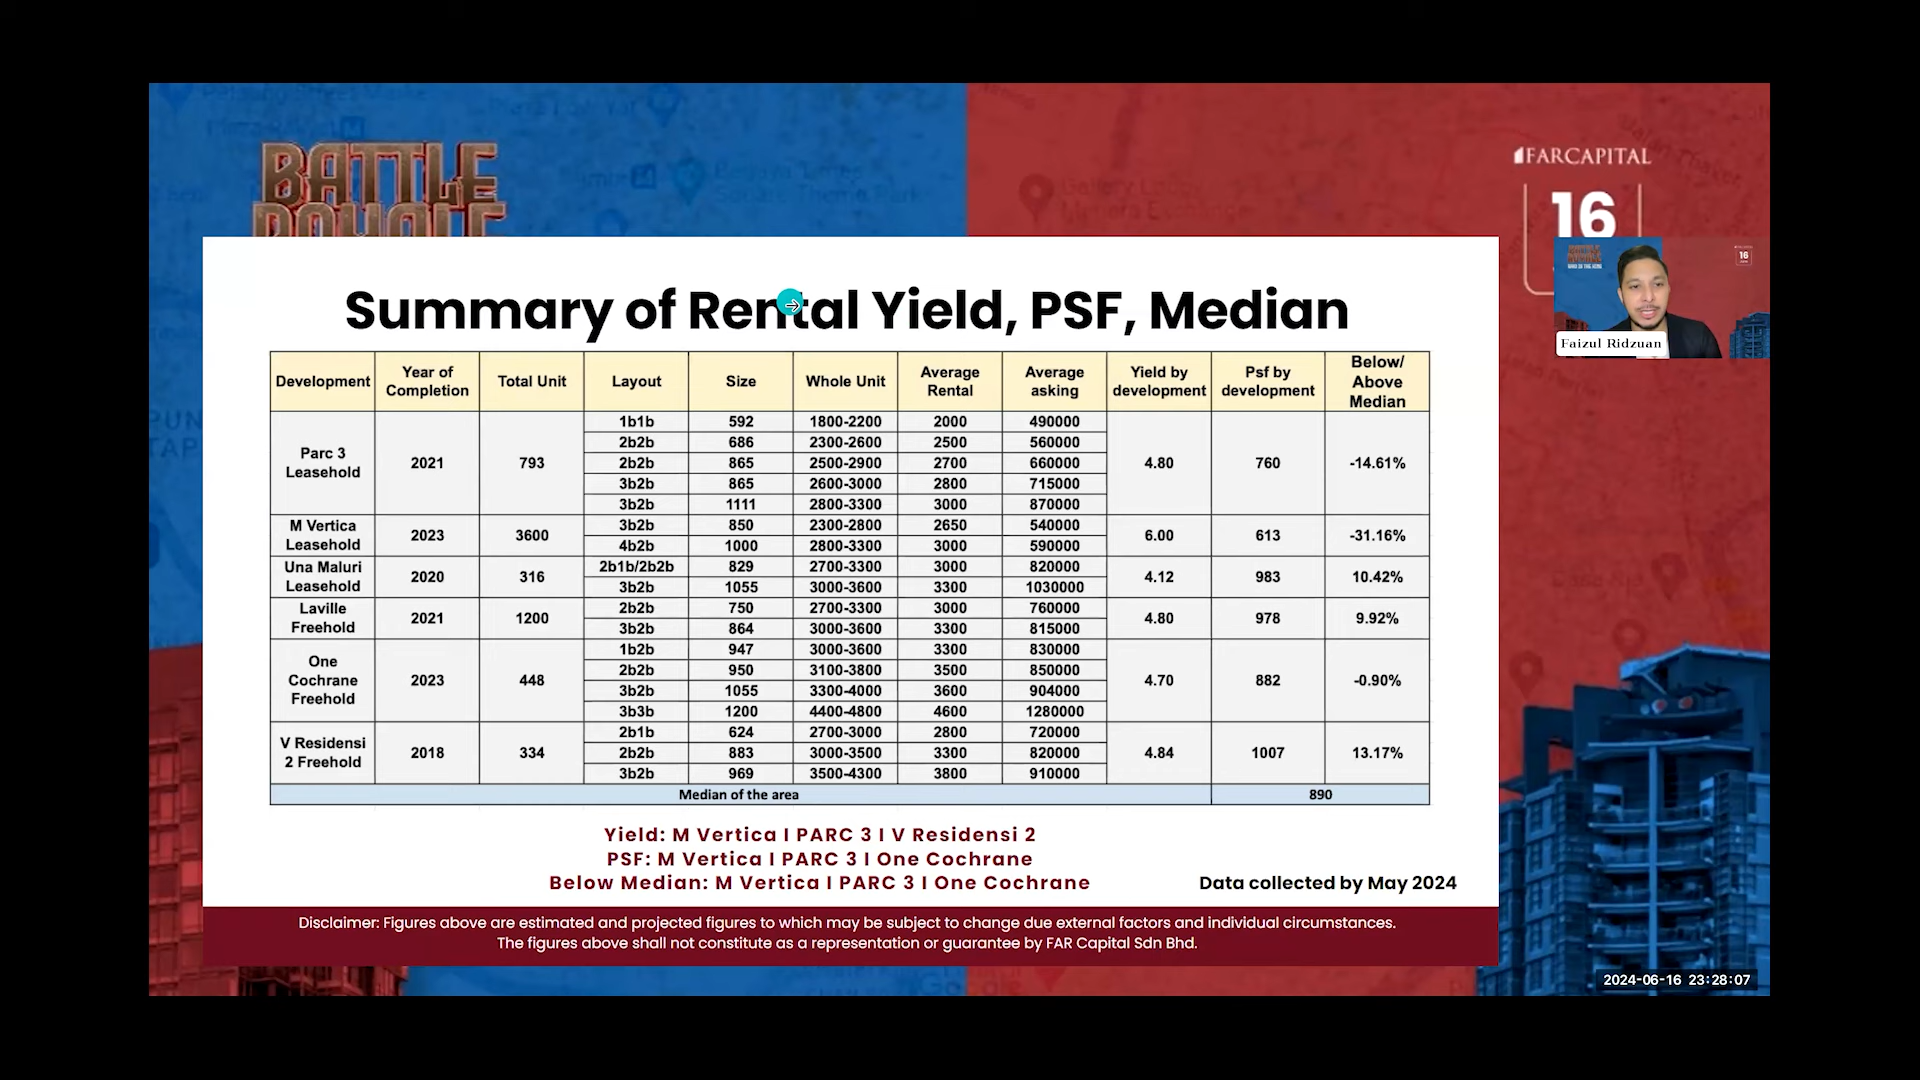 BATTLE
ROYALE
FARCAPITAL
16
16
Faizul Ridzuan
Summary of Rental Yield, PSF, Median
Development | Year of Completion | Total Unit | Layout | Size | Whole Unit | Average Rental | Average asking | Yield by development | Psf by development | Below/ Above Median
Parc 3 Leasehold | 2021 | 793 | 1b1b | 592 | 1800-2200 | 2000 | 490000 | 4.80 | 760 | -14.61%
2b2b | 686 | 2300-2600 | 2500 | 560000
2b2b | 865 | 2500-2900 | 2700 | 660000
3b2b | 865 | 2600-3000 | 2800 | 715000
3b2b | 1111 | 2800-3300 | 3000 | 870000
M Vertica Leasehold | 2023 | 3600 | 3b2b | 850 | 2300-2800 | 2650 | 540000 | 6.00 | 613 | -31.16%
4b2b | 1000 | 2800-3300 | 3000 | 590000
Una Maluri Leasehold | 2020 | 316 | 2b1b/2b2b | 829 | 2700-3300 | 3000 | 820000 | 4.12 | 983 | 10.42%
3b2b | 1055 | 3000-3600 | 3300 | 1030000
Laville Freehold | 2021 | 1200 | 2b2b | 750 | 2700-3300 | 3000 | 760000 | 4.80 | 978 | 9.92%
3b2b | 864 | 3000-3600 | 3300 | 815000
One Cochrane Freehold | 2023 | 448 | 1b2b | 947 | 3000-3600 | 3300 | 830000 | 4.70 | 882 | -0.90%
2b2b | 950 | 3100-3800 | 3500 | 850000
3b2b | 1055 | 3300-4000 | 3600 | 904000
3b3b | 1200 | 4400-4800 | 4600 | 1280000
V Residensi 2 Freehold | 2018 | 334 | 2b1b | 624 | 2700-3000 | 2800 | 720000 | 4.84 | 1007 | 13.17%
2b2b | 883 | 3000-3500 | 3300 | 820000
3b2b | 969 | 3500-4300 | 3800 | 910000
Median of the area | 890
Yield: M Vertica I PARC 3 I V Residensi 2
PSF: M Vertica I PARC 3 I One Cochrane
Below Median: M Vertica I PARC 3 I One Cochrane
Data collected by May 2024
Disclaimer: Figures above are estimated and projected figures to which may be subject to change due external factors and individual circumstances.
The figures above shall not constitute as a representation or guarantee by FAR Capital Sdn Bhd.
2024-06-16 23:28:07